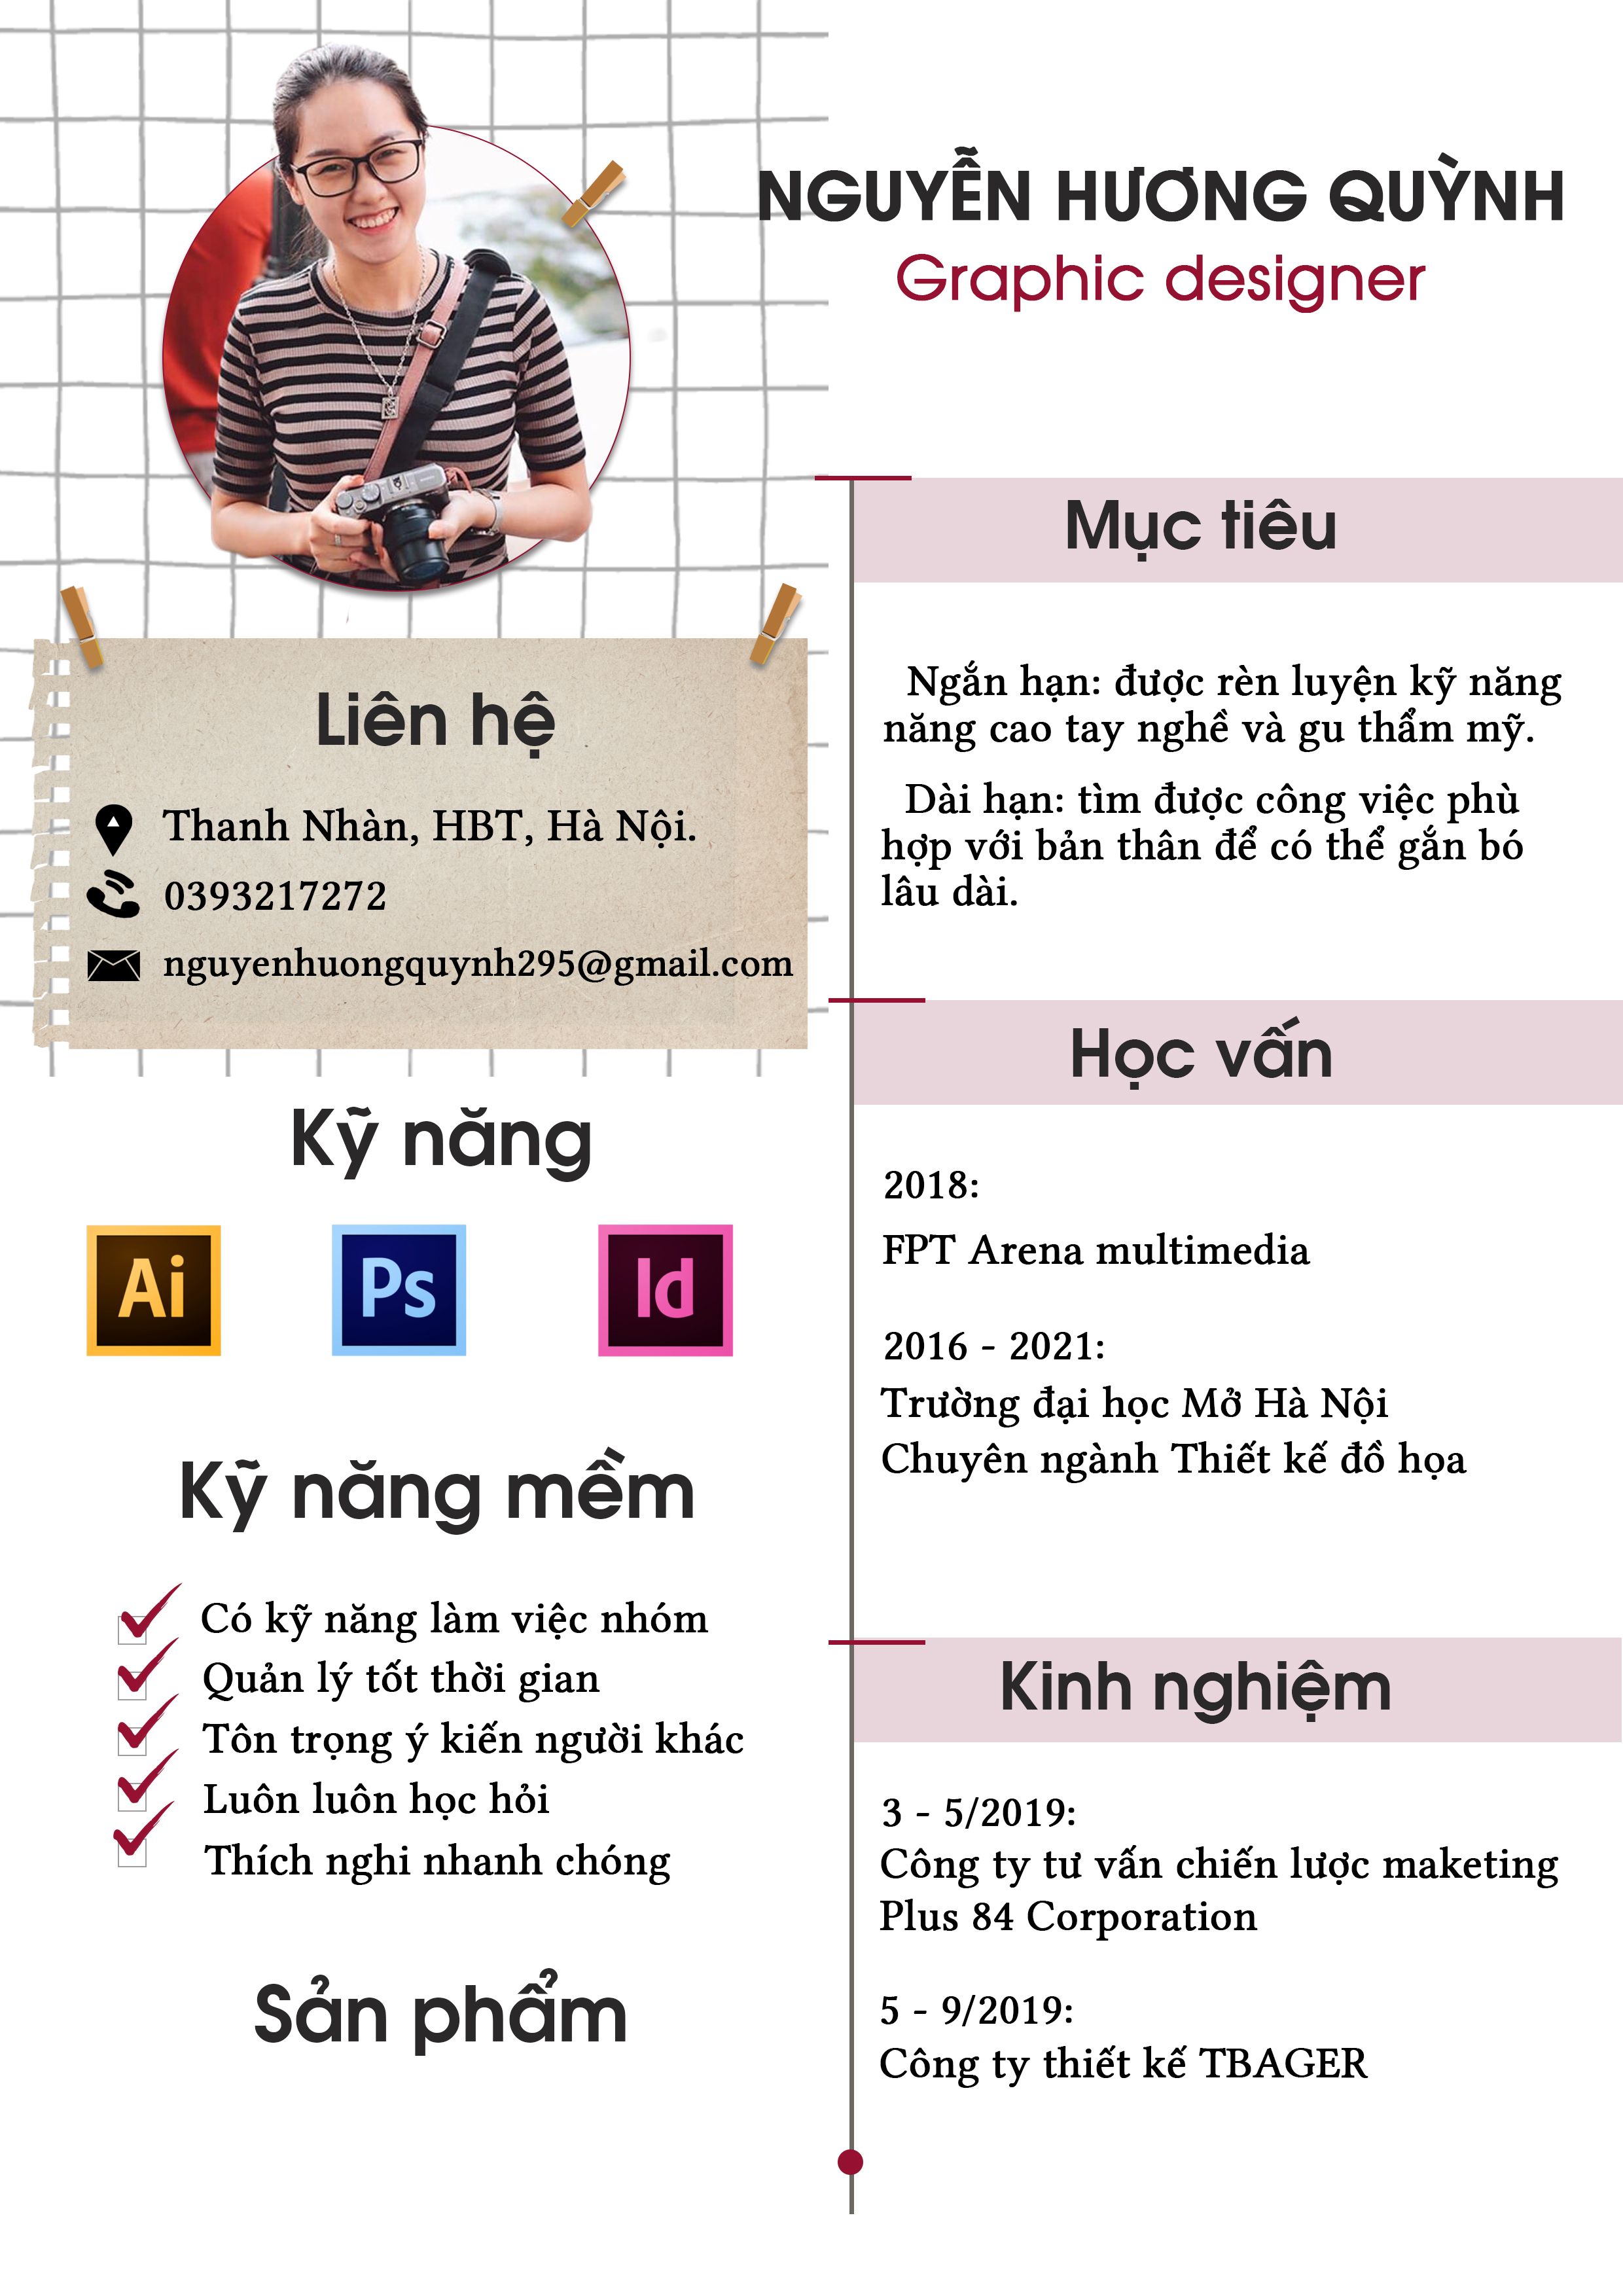 NGUYỄN HƯƠNG QUỲNH
Graphic designer
Liên hệ
Thanh Nhàn, HBT, Hà Nội.
0393217272
nguyenhuongquynh295@gmail.com
Kỹ năng
Ai
Ps
Id
Kỹ năng mềm
Có kỹ năng làm việc nhóm
Quản lý tốt thời gian
Tôn trọng ý kiến người khác
Luôn luôn học hỏi
Thích nghi nhanh chóng
Sản phẩm
Mục tiêu
Ngắn hạn: được rèn luyện kỹ năng
năng cao tay nghề và gu thẩm mỹ.
Dài hạn: tìm được công việc phù
hợp với bản thân để có thể gắn bó
lâu dài.
Học vấn
2018:
FPT Arena multimedia
2016 - 2021:
Trường đại học Mở Hà Nội
Chuyên ngành Thiết kế đồ họa
Kinh nghiệm
3 - 5/2019:
Công ty tư vấn chiến lược maketing
Plus 84 Corporation
5 - 9/2019:
Công ty thiết kế TBAGER